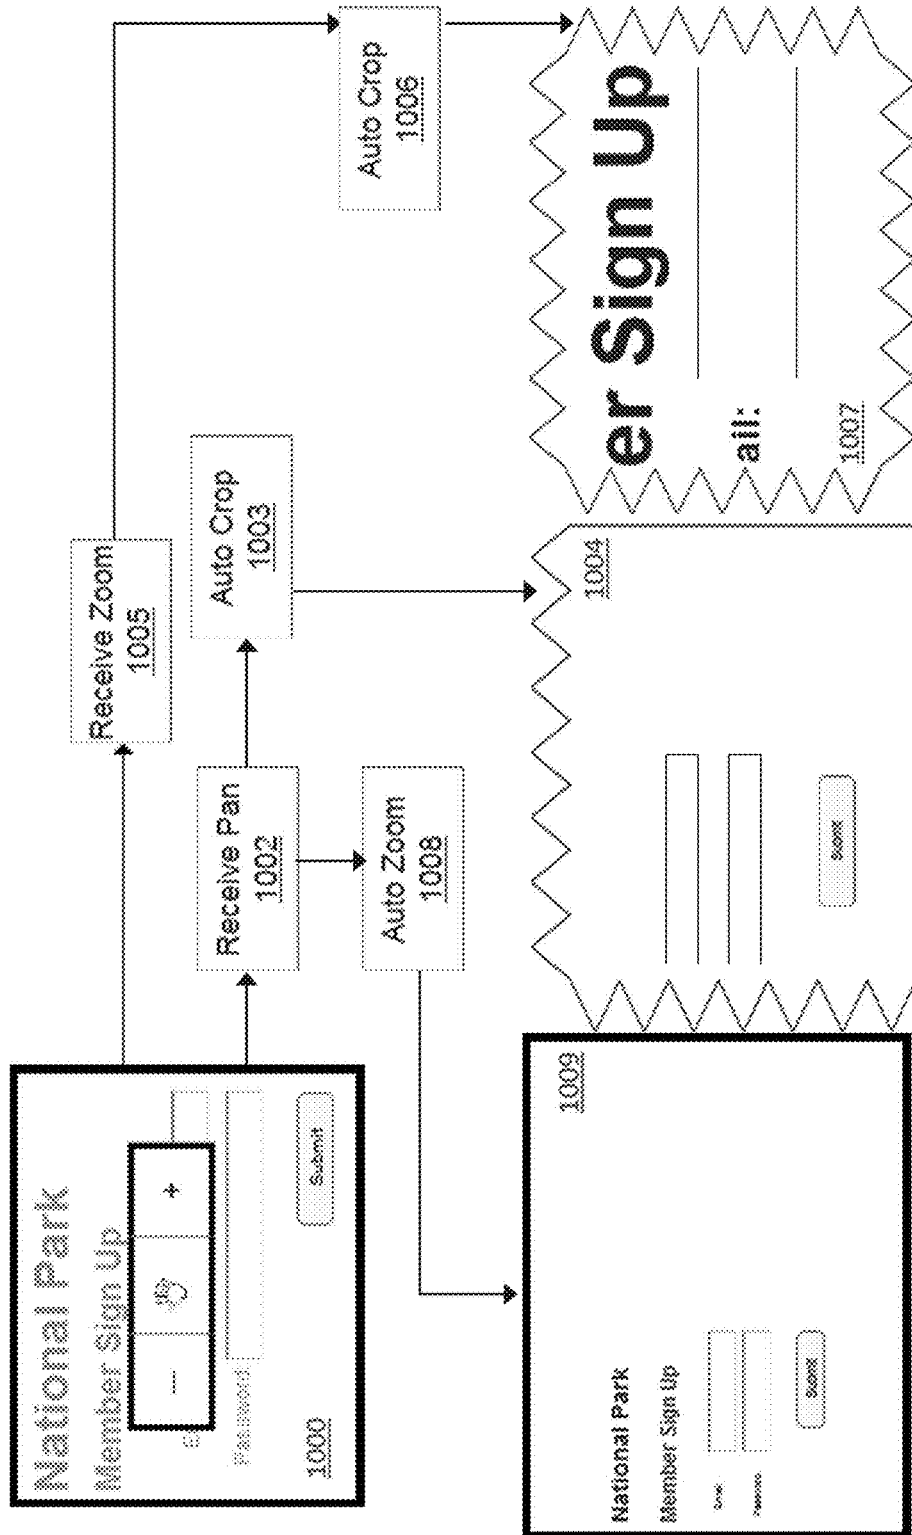 National Park
Member Sign Up
−
+
Password
Submit
1000
Receive Zoom
1005
Receive Pan
1002
Auto Crop
1003
Auto Zoom
1008
Auto Crop
1006
1009
National Park
Member Sign Up
Submit
1004
Submit
er Sign Up
ail:
1007